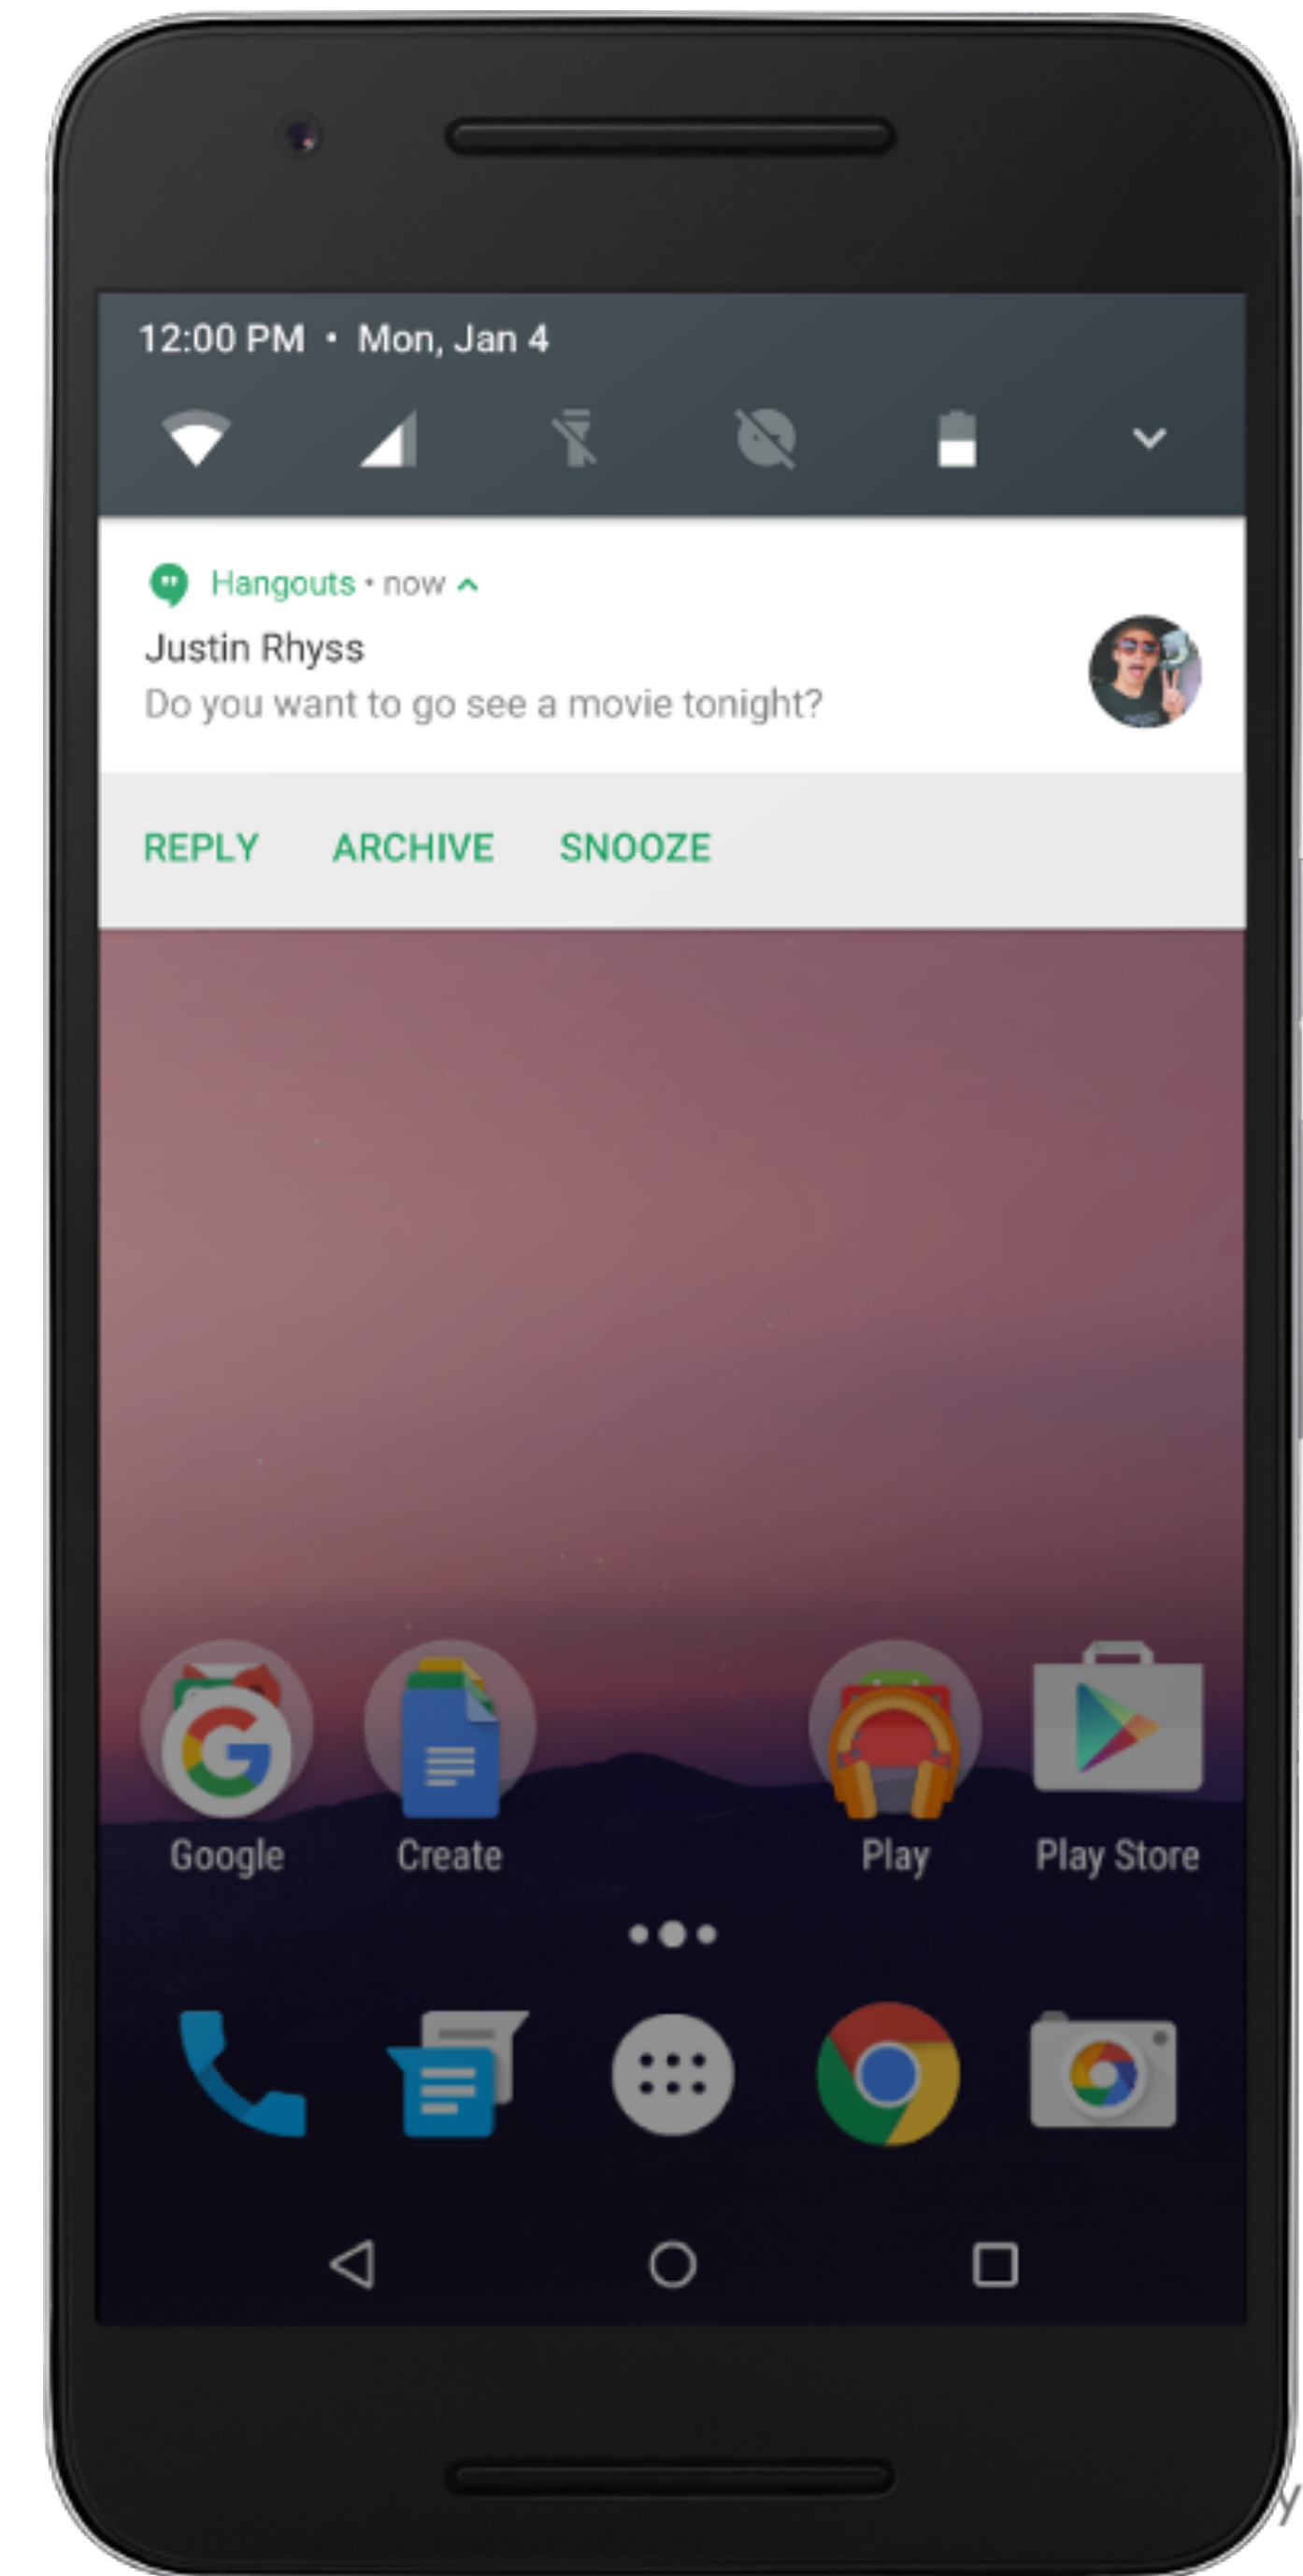 12:00 PM • Mon, Jan 4
Hangouts • now
Justin Rhyss
Do you want to go see a movie tonight?
REPLY ARCHIVE SNOOZE
Google Create Play Play Store
y